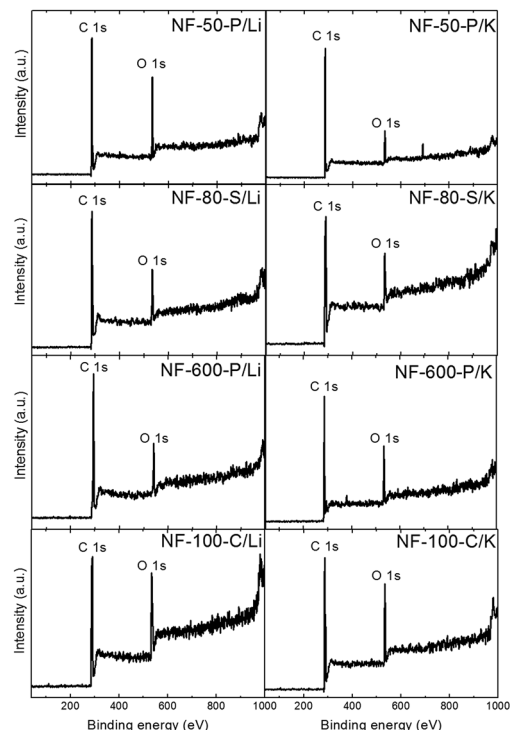 NF-50-P/Li
C 1s
O 1s
Intensity (a.u.)
NF-50-P/K
C 1s
O 1s
NF-80-S/Li
C 1s
O 1s
Intensity (a.u.)
NF-80-S/K
C 1s
O 1s
NF-600-P/Li
C 1s
O 1s
Intensity (a.u.)
NF-600-P/K
C 1s
O 1s
NF-100-C/Li
C 1s
O 1s
Intensity (a.u.)
NF-100-C/K
C 1s
O 1s
200 400 600 800 1000 200 400 600 800 1000
Binding energy (eV) Binding energy (eV)